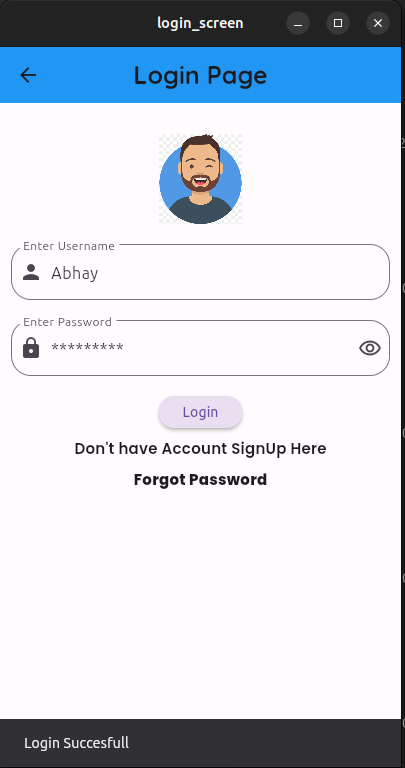 login_screen
Login Page
Enter Username
Abhay
Enter Password
*********
Login
Don't have Account SignUp Here
Forgot Password
Login Succesfull